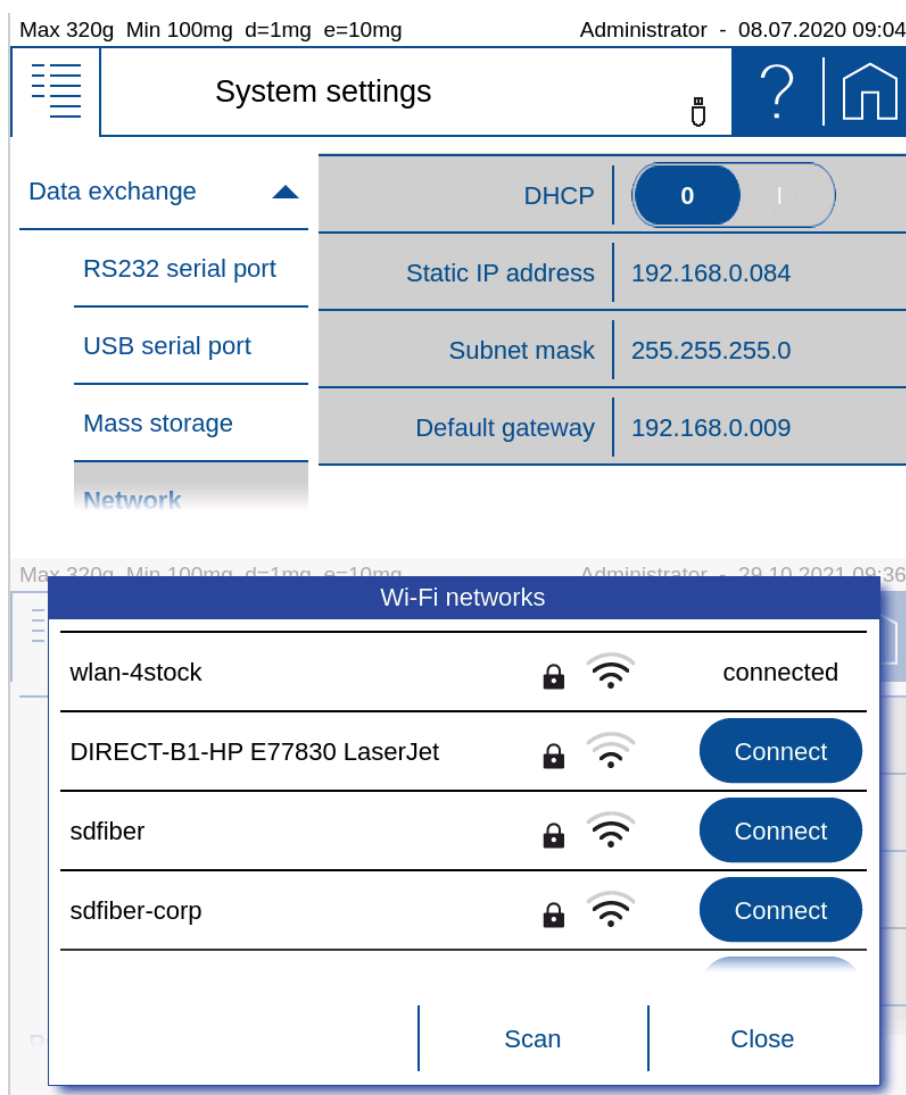 Max 320g Min 100mg d=1mg e=10mg Administrator - 08.07.2020 09:04
System settings ?
Data exchange
DHCP 0 I
RS232 serial port
Static IP address 192.168.0.084
USB serial port
Subnet mask 255.255.255.0
Mass storage
Default gateway 192.168.0.009
Network
Max 320g Min 100mg d=1mg e=10mg Administrator - 29.10.2021 09:36
Wi-Fi networks
wlan-4stock connected
DIRECT-B1-HP E77830 LaserJet Connect
sdfiber Connect
sdfiber-corp Connect
Scan Close